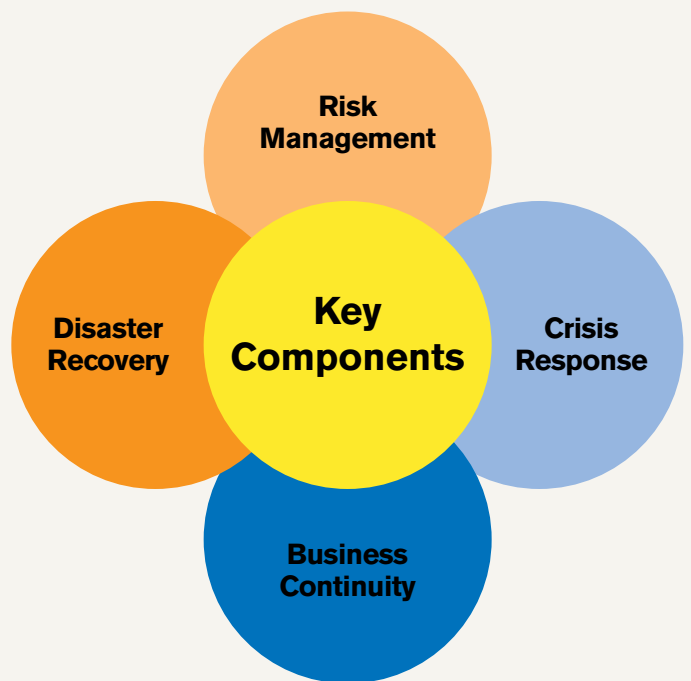 Risk
Management
Disaster
Recovery
Key
Components
Crisis
Response
Business
Continuity